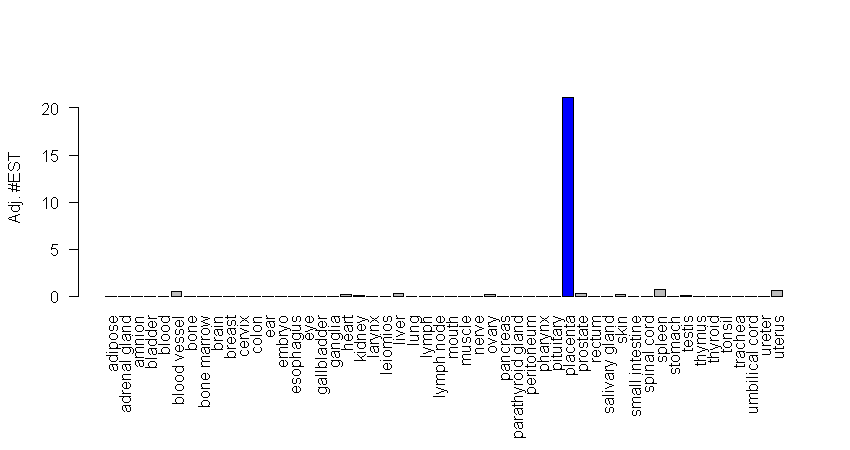 Adj. #EST
20
15
10
5
0
adipose
adrenal gland
amnion
bladder
blood
blood vessel
bone
bone marrow
brain
breast
cervix
colon
ear
embryo
esophagus
eye
gallbladder
ganglia
heart
kidney
larynx
leiomios
liver
lung
lymph
lymph node
mouth
muscle
nerve
ovary
pancreas
parathyroid gland
peritoneum
pharynx
pituitary
placenta
prostate
rectum
salivary gland
skin
small intestine
spinal cord
spleen
stomach
testis
thymus
thyroid
tonsil
trachea
umbilical cord
ureter
uterus